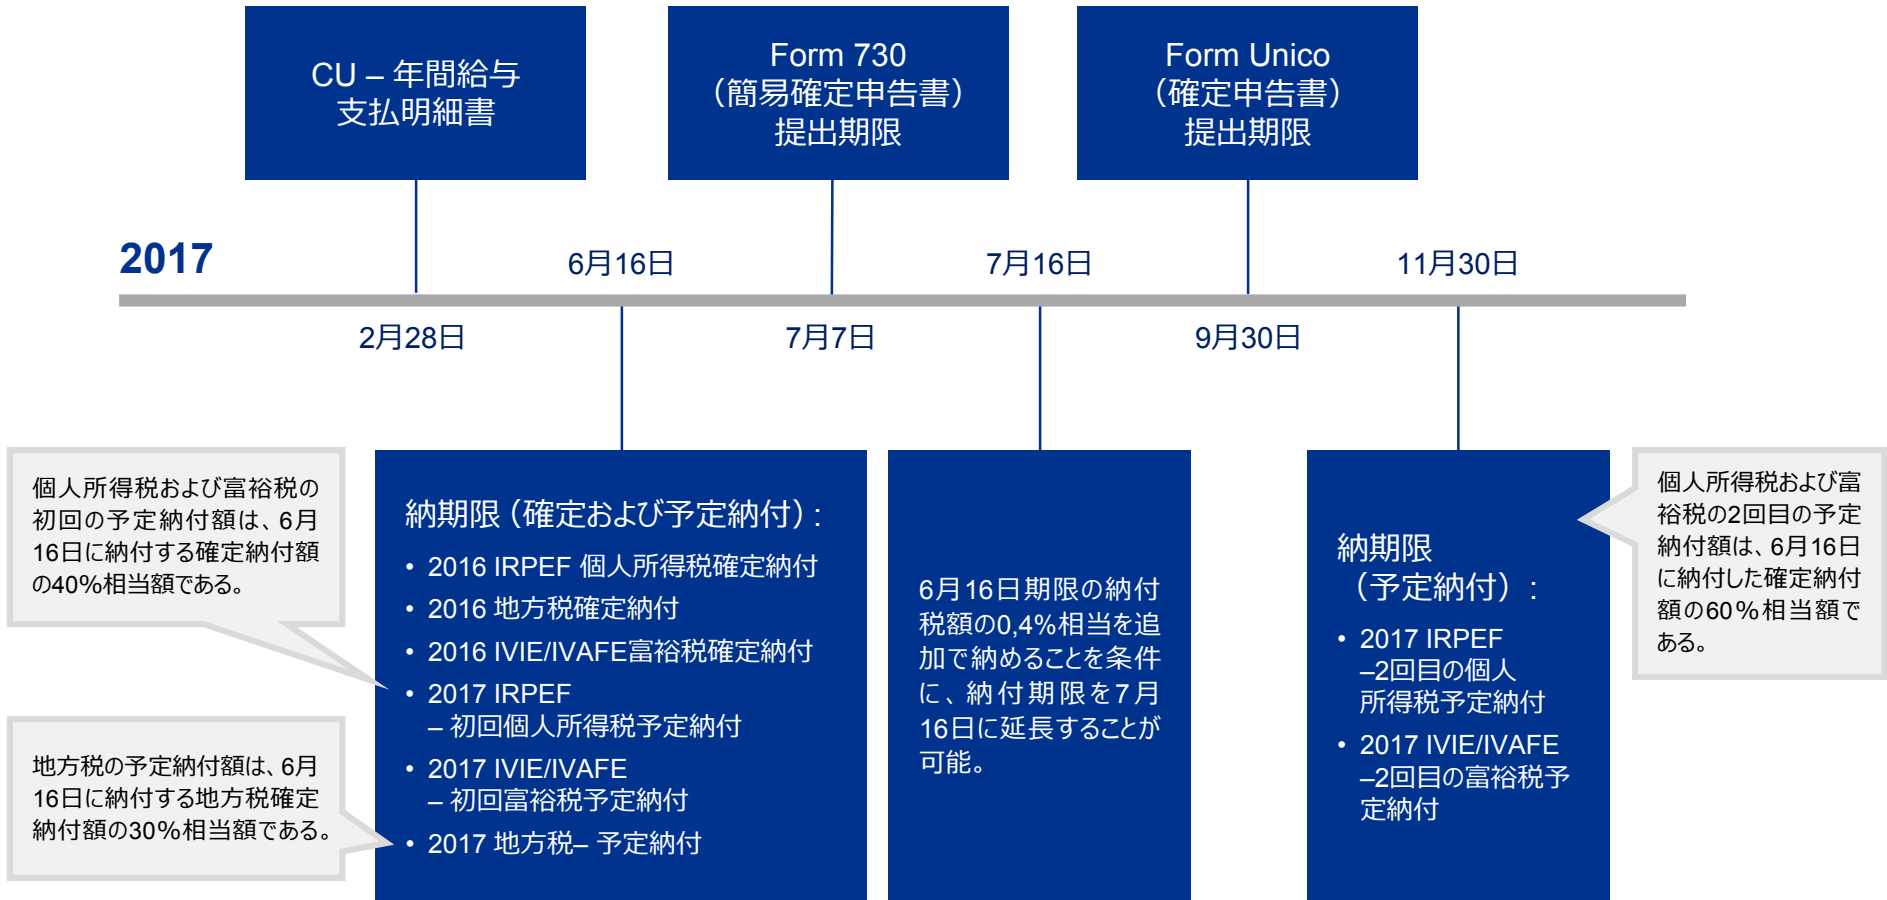 CU – 年間給与
支払明細書
Form 730
（簡易確定申告書）
提出期限
Form Unico
（確定申告書）
提出期限
2017
6月16日
7月16日
11月30日
2月28日
7月7日
9月30日
個人所得税および富裕税の
初回の予定納付額は、6月
16日に納付する確定納付額
の40％相当額である。
地方税の予定納付額は、6月
16日に納付する地方税確定
納付額の30％相当額である。
納期限（確定および予定納付）:
• 2016 IRPEF 個人所得税確定納付
• 2016 地方税確定納付
• 2016 IVIE/IVAFE富裕税確定納付
• 2017 IRPEF
– 初回個人所得税予定納付
• 2017 IVIE/IVAFE
– 初回富裕税予定納付
• 2017 地方税– 予定納付
6月16日期限の納付
税額の0,4%相当を追
加で納めることを条件
に、納付期限を7月
16日に延長することが
可能。
納期限
（予定納付）:
• 2017 IRPEF
–2回目の個人
所得税予定納付
• 2017 IVIE/IVAFE
–2回目の富裕税予
定納付
個人所得税および富
裕税の2回目の予定
納付額は、6月16日
に納付した確定納付
額の60％相当額で
ある。